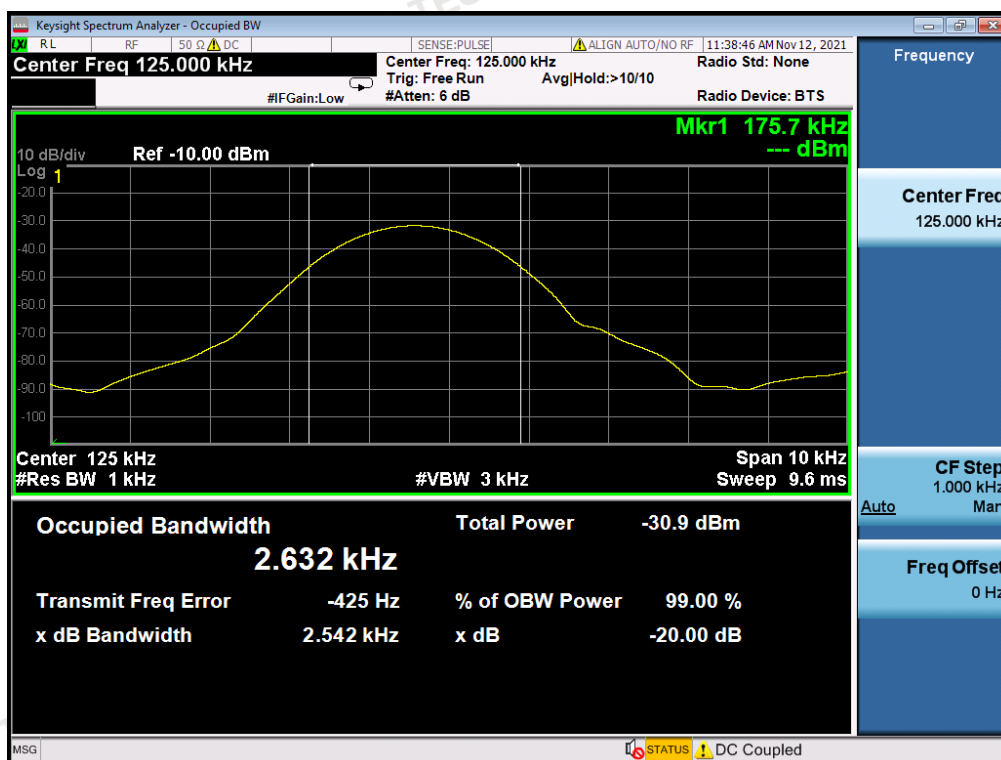 Keysight Spectrum Analyzer - Occupied BW
LXI RL RF 50 Ω DC SENSE:PULSE ALIGN AUTO/NO RF 11:38:46 AM Nov 12, 2021
Center Freq 125.000 kHz
Center Freq: 125.000 kHz Radio Std: None
Trig: Free Run Avg|Hold:>10/10
#IFGain:Low #Atten: 6 dB Radio Device: BTS
Mkr1 175.7 kHz
--- dBm
10 dB/div Ref -10.00 dBm
Log
1
-20.0
-30.0
-40.0
-50.0
-60.0
-70.0
-80.0
-90.0
-100
Center 125 kHz Span 10 kHz
#Res BW 1 kHz #VBW 3 kHz Sweep 9.6 ms
Occupied Bandwidth Total Power -30.9 dBm
2.632 kHz
Transmit Freq Error -425 Hz % of OBW Power 99.00 %
x dB Bandwidth 2.542 kHz x dB -20.00 dB
Frequency
Center Freq
125.000 kHz
CF Step
1.000 kHz
Auto Man
Freq Offset
0 Hz
MSG STATUS DC Coupled